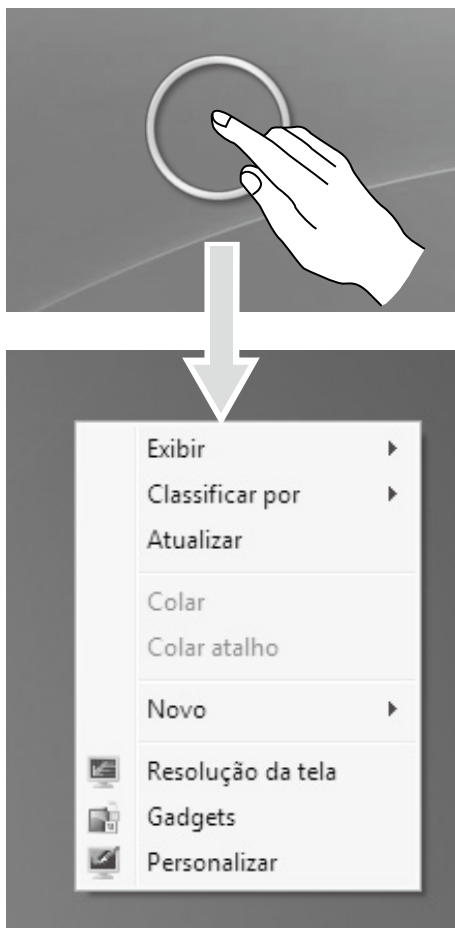 Exibir
Classificar por
Atualizar
Colar
Colar atalho
Novo
Resolução da tela
Gadgets
Personalizar